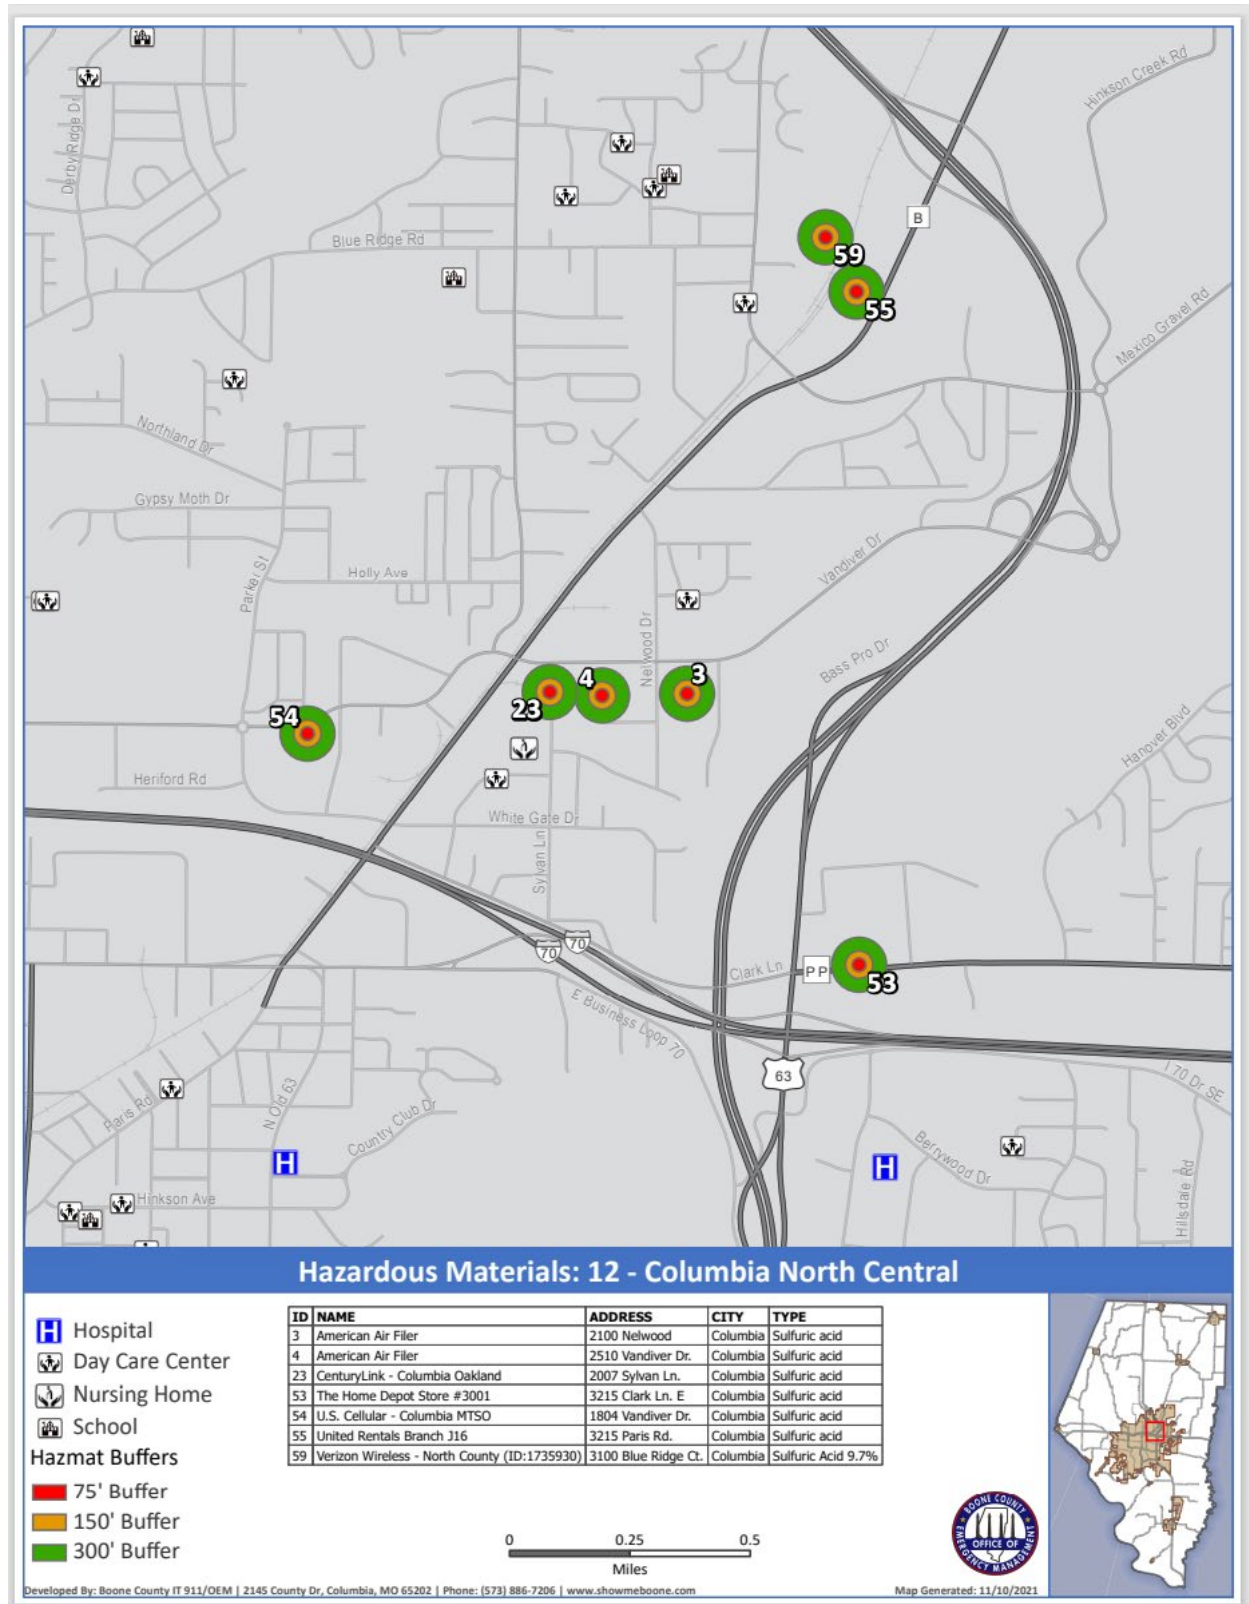 Derby Ridge Dr
Hinkson Creek Rd
B
Blue Ridge Rd
59
55
Mexico Gravel Rd
Northland Dr
Gypsy Moth Dr
Holly Ave
Parker St
Vandiver Dr
Nelwood Dr
Bass Pro Dr
3
4
23
54
Hanover Blvd
Heriford Rd
White Gate Dr
Sylvan Ln
70
70
Clark Ln
PP
53
E Business Loop 70
63
I 70 Dr SE
Paris Rd
N Old 63
Country Club Dr
H
H
Berrywood Dr
Hinkson Ave
Hillsdale Rd
Hazardous Materials: 12 - Columbia North Central
H Hospital
Day Care Center
Nursing Home
School
Hazmat Buffers
75' Buffer
150' Buffer
300' Buffer
ID NAME ADDRESS CITY TYPE
3 American Air Filer 2100 Nelwood Columbia Sulfuric acid
4 American Air Filer 2510 Vandiver Dr. Columbia Sulfuric acid
23 CenturyLink - Columbia Oakland 2007 Sylvan Ln. Columbia Sulfuric acid
53 The Home Depot Store #3001 3215 Clark Ln. E Columbia Sulfuric acid
54 U.S. Cellular - Columbia MTSO 1804 Vandiver Dr. Columbia Sulfuric acid
55 United Rentals Branch J16 3215 Paris Rd. Columbia Sulfuric acid
59 Verizon Wireless - North County (ID:1735930) 3100 Blue Ridge Ct. Columbia Sulfuric Acid 9.7%
0 0.25 0.5
Miles
BOONE COUNTY
OFFICE OF
EMERGENCY MANAGEMENT
Developed By: Boone County IT 911/OEM | 2145 County Dr, Columbia, MO 65202 | Phone: (573) 886-7206 | www.showmeboone.com
Map Generated: 11/10/2021